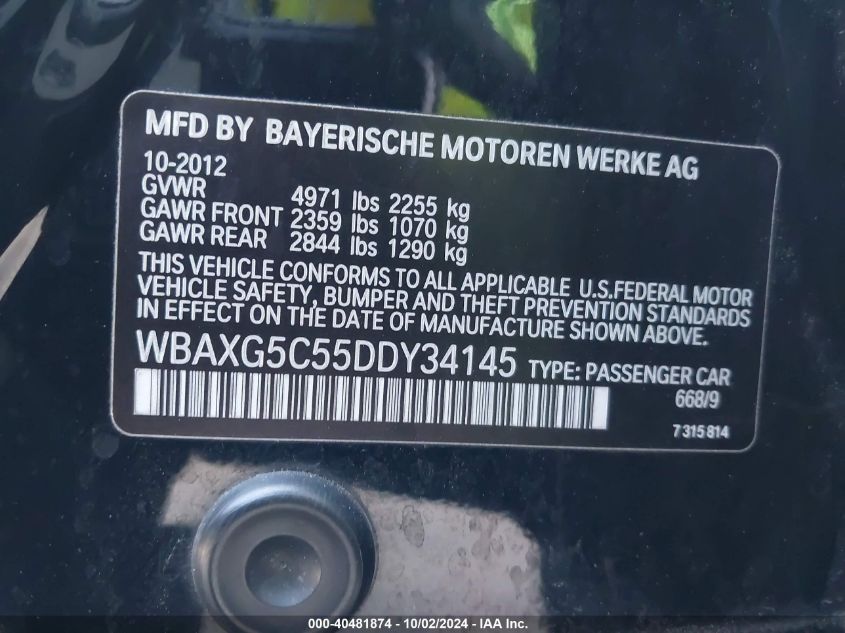 MFD BY BAYERISCHE MOTOREN WERKE AG
10-2012
GVWR 4971 lbs 2255 kg
GAWR FRONT 2359 lbs 1070 kg
GAWR REAR 2844 lbs 1290 kg
THIS VEHICLE CONFORMS TO ALL APPLICABLE U.S.FEDERAL MOTOR
VEHICLE SAFETY, BUMPER AND THEFT PREVENTION STANDARDS
IN EFFECT ON THE DATE OF MANUFACTURE SHOWN ABOVE.
WBAXG5C55DDY34145 TYPE: PASSENGER CAR
668/9
7315814
000-40481874 - 10/02/2024 - IAA Inc.